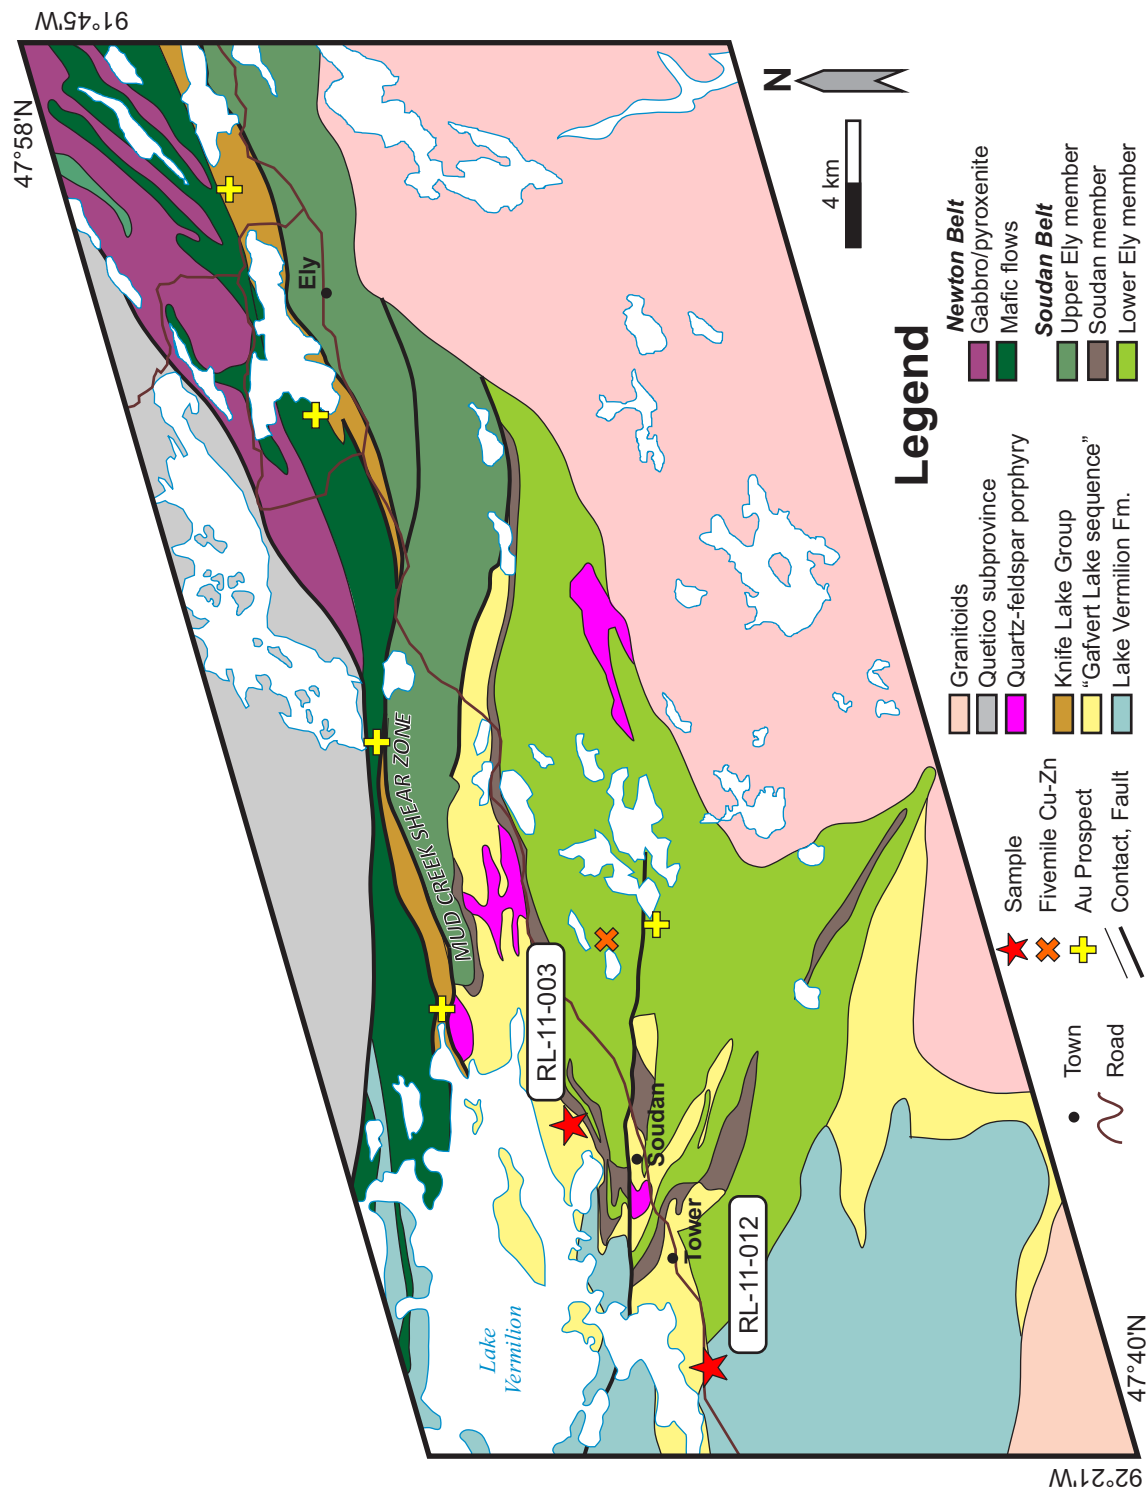 91°45'W
47°58'N
N
4 km
Ely
MUD CREEK SHEAR ZONE
RL-11-003
Soudan
Tower
RL-11-012
Lake
Vermilion
47°40'N
92°21'W
Legend
Sample
Fivemile Cu-Zn
Au Prospect
Contact, Fault
Town
Road
Granitoids
Quetico subprovince
Quartz-feldspar porphyry
Knife Lake Group
“Gafvert Lake sequence”
Lake Vermilion Fm.
Newton Belt
Gabbro/pyroxenite
Mafic flows
Soudan Belt
Upper Ely member
Soudan member
Lower Ely member